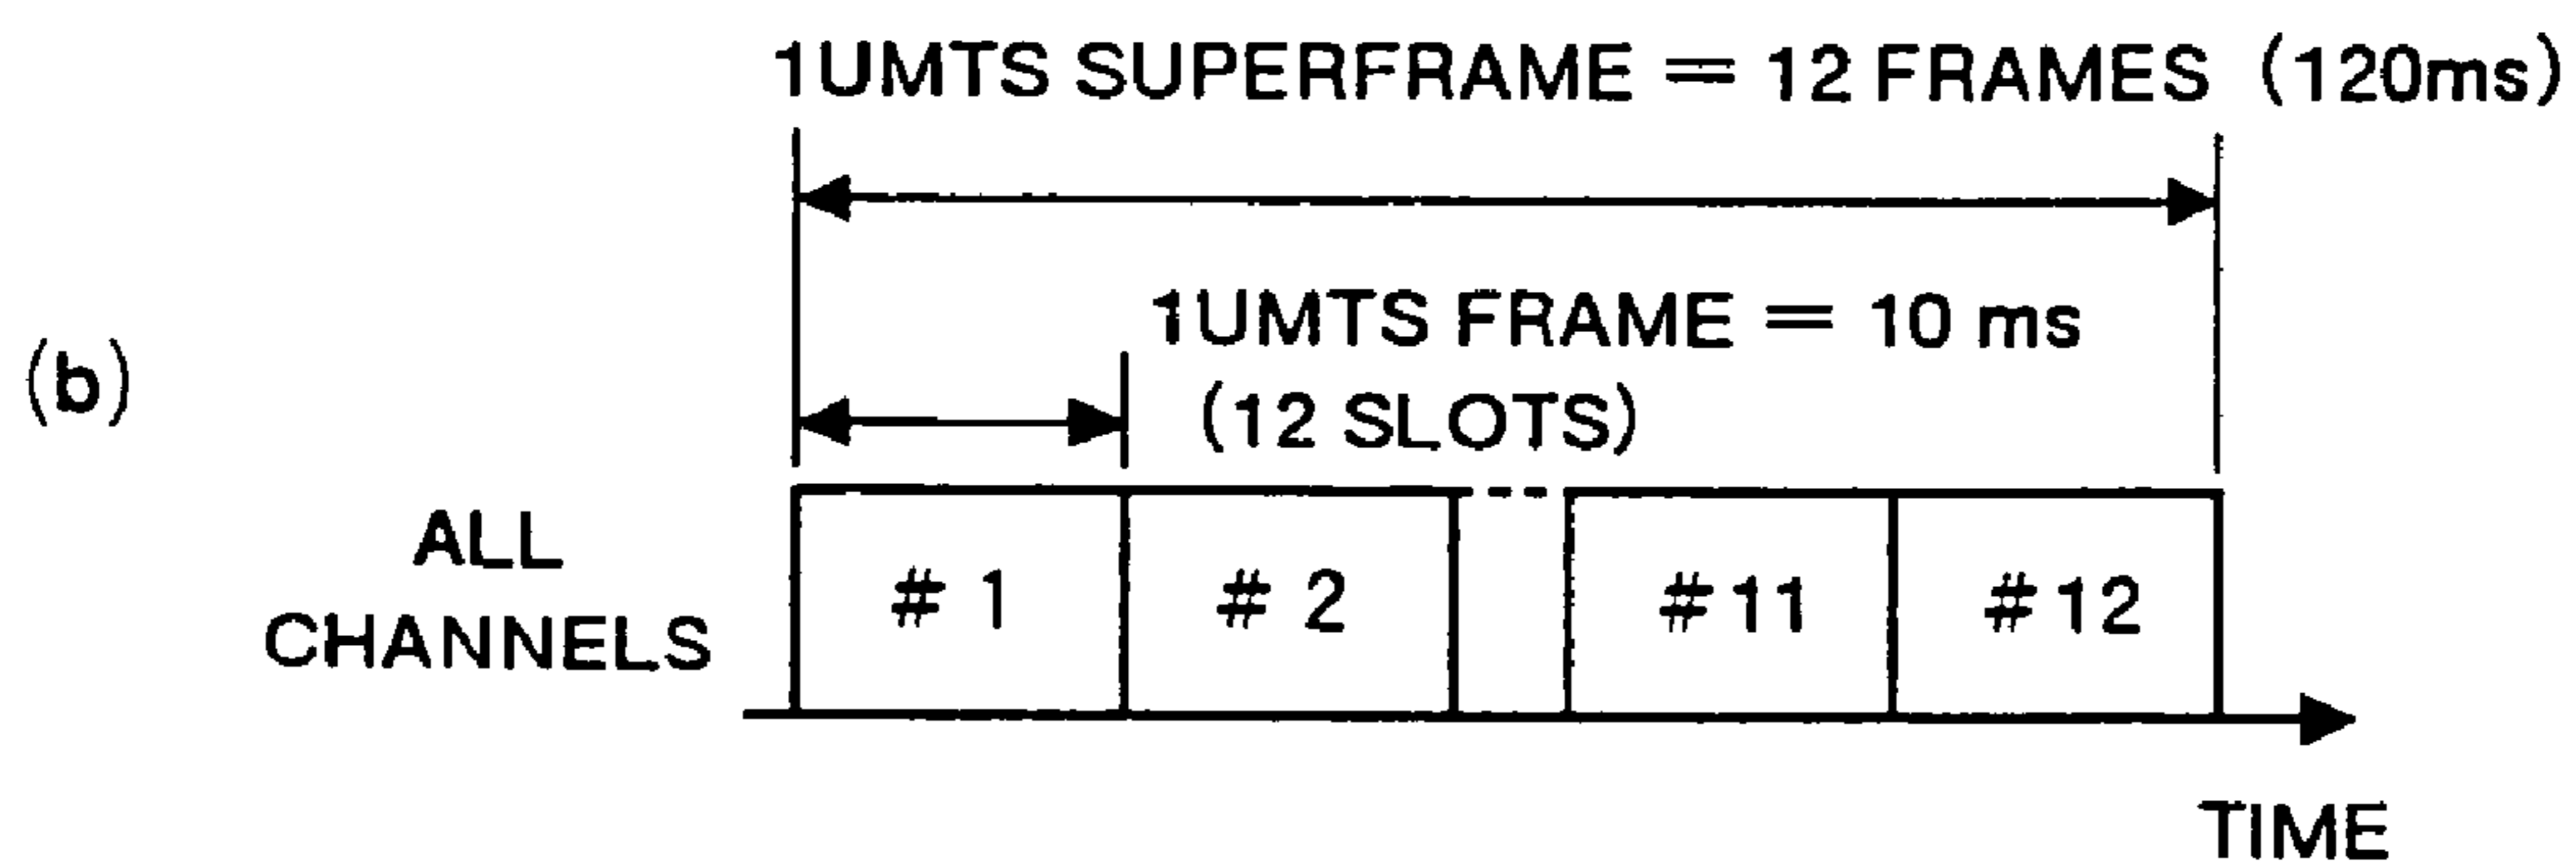 1UMTS SUPERFRAME = 12 FRAMES (120ms)
1UMTS FRAME = 10 ms
(12 SLOTS)
(b)
ALL
CHANNELS
# 1 # 2 #11 #12
TIME